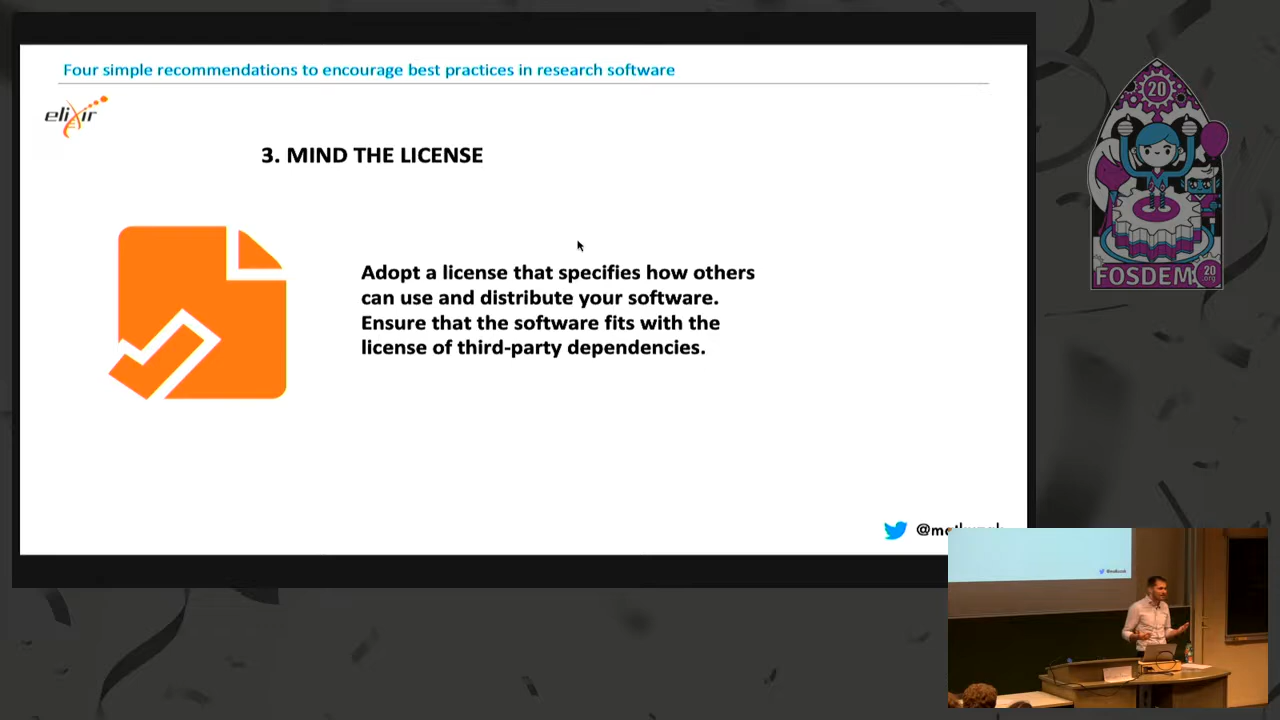 Four simple recommendations to encourage best practices in research software
elixir
3. MIND THE LICENSE
Adopt a license that specifies how others
can use and distribute your software.
Ensure that the software fits with the
license of third-party dependencies.
20
FOSDEM
20
.org